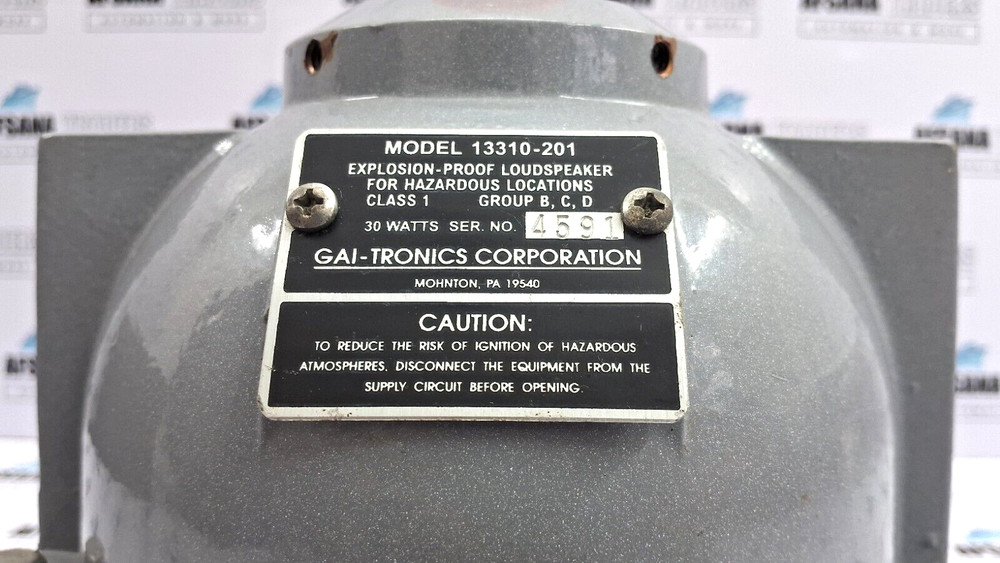 MODEL 13310-201
EXPLOSION-PROOF LOUDSPEAKER
FOR HAZARDOUS LOCATIONS
CLASS 1 GROUP B, C, D
30 WATTS SER. NO. 4591
GAI-TRONICS CORPORATION
MOHNTON, PA 19540
CAUTION:
TO REDUCE THE RISK OF IGNITION OF HAZARDOUS
ATMOSPHERES, DISCONNECT THE EQUIPMENT FROM THE
SUPPLY CIRCUIT BEFORE OPENING.